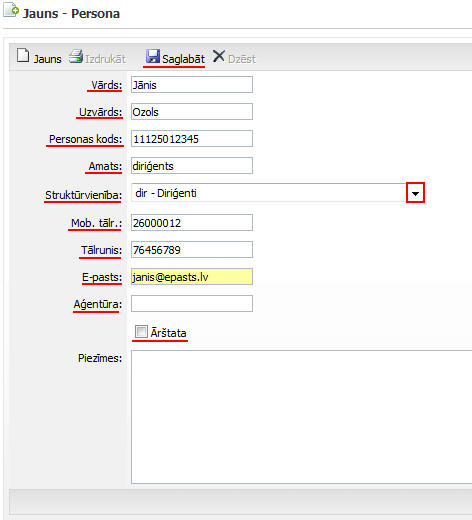 Jauns - Persona
Jauns Izdrukāt Saglabāt Dzēst
Vārds: Jānis
Uzvārds: Ozols
Personas kods: 11125012345
Amats: diriģents
Struktūrvienība: dir - Diriģenti
Mob. tālr.: 26000012
Tālrunis: 76456789
E-pasts: janis@epasts.lv
Aģentūra:
Ārštata
Piezīmes: